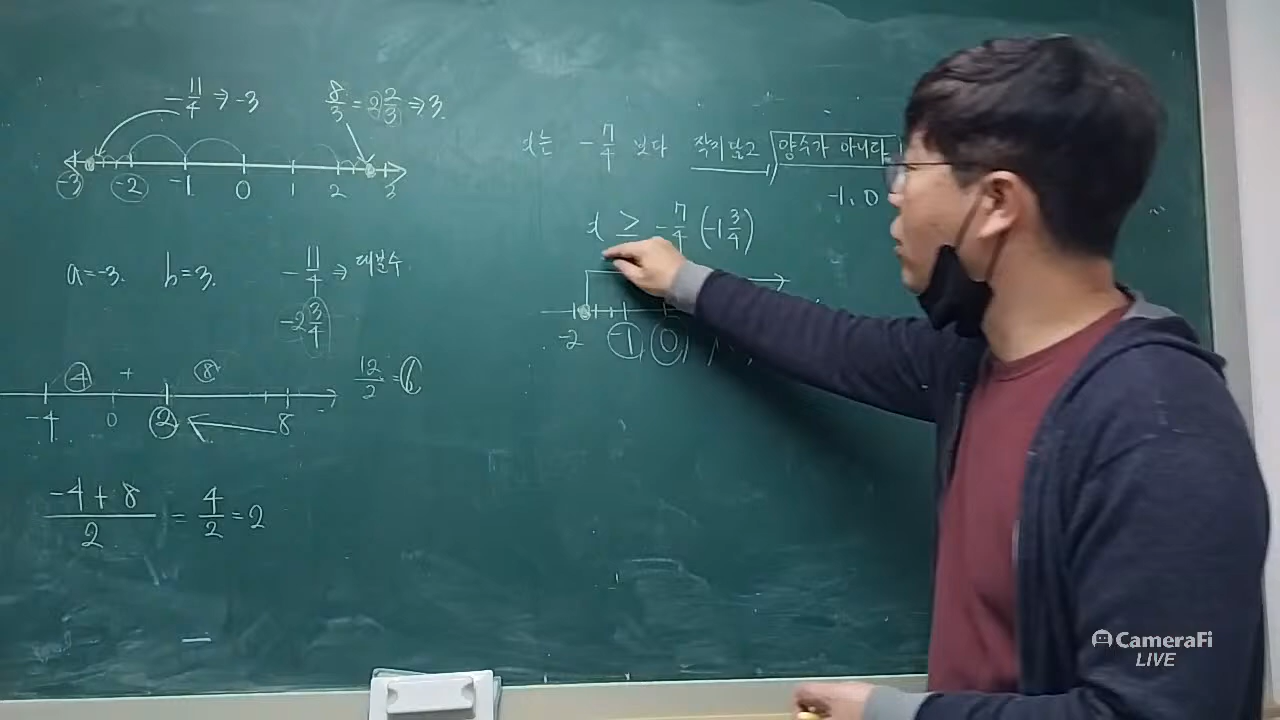 -11/4 ⇒ -3
8/3 = 2 2/3 ⇒ 3.
-3 -2 -1 0 1 2 3
a=-3. b=3.
-11/4 ⇒ 대분수
-2 3/4
4 + 8
-4 0 2 8
12/2 = 6
(-4+8)/2 = 4/2 = 2
x는 -7/4 보다 작지 않고 양수가 아니다
-1, 0
x ≥ -7/4 (-1 3/4)
-2 -1, 0,
CameraFi
LIVE